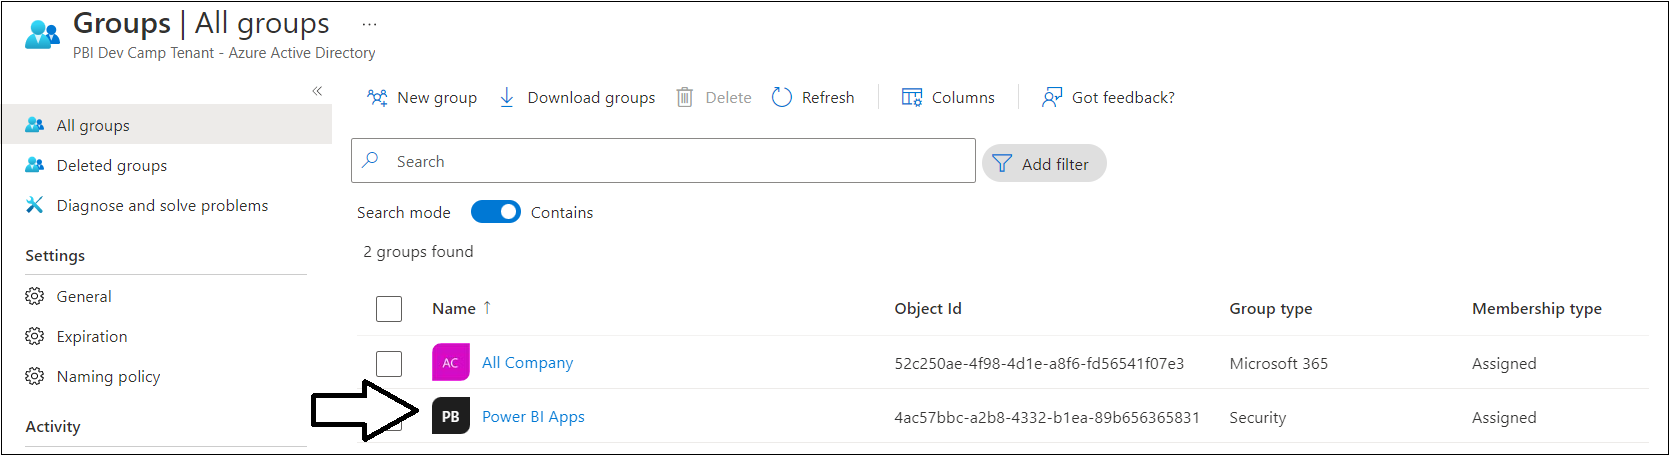 Groups | All groups ...
PBI Dev Camp Tenant - Azure Active Directory
«
All groups
Deleted groups
Diagnose and solve problems
Settings
General
Expiration
Naming policy
Activity
New group Download groups Delete Refresh Columns Got feedback?
Search Add filter
Search mode Contains
2 groups found
Name ↑ Object Id Group type Membership type
AC All Company 52c250ae-4f98-4d1e-a8f6-fd56541f07e3 Microsoft 365 Assigned
PB Power BI Apps 4ac57bbc-a2b8-4332-b1ea-89b656365831 Security Assigned